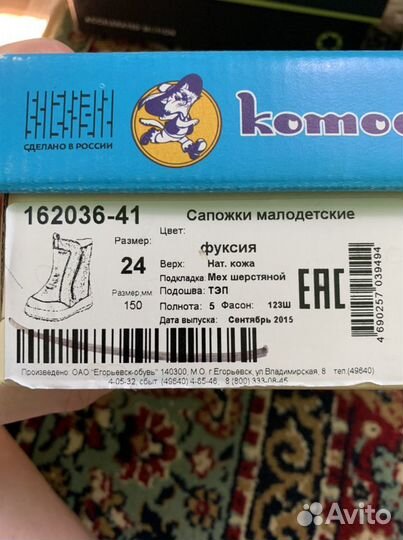 СДЕЛАНО В РОССИИ
котос
162036-41 Сапожки малодетские
Размер: Цвет:
фуксия
24 Верх: Нат. кожа
Подкладка: Мех шерстяной
Размер,мм Подошва: ТЭП
150 Полнота: 5 Фасон: 123Ш
Дата выпуска: Сентябрь 2015
EAC
4 690257 039494
Произведено: ОАО "Егорьевск-обувь" 140300, М.О. г.Егорьевск, ул.Владимирская, 8 тел.(49640)
4-05-32, сбыт (49640) 4-65-46, 8 (800) 333-08-45
Avito